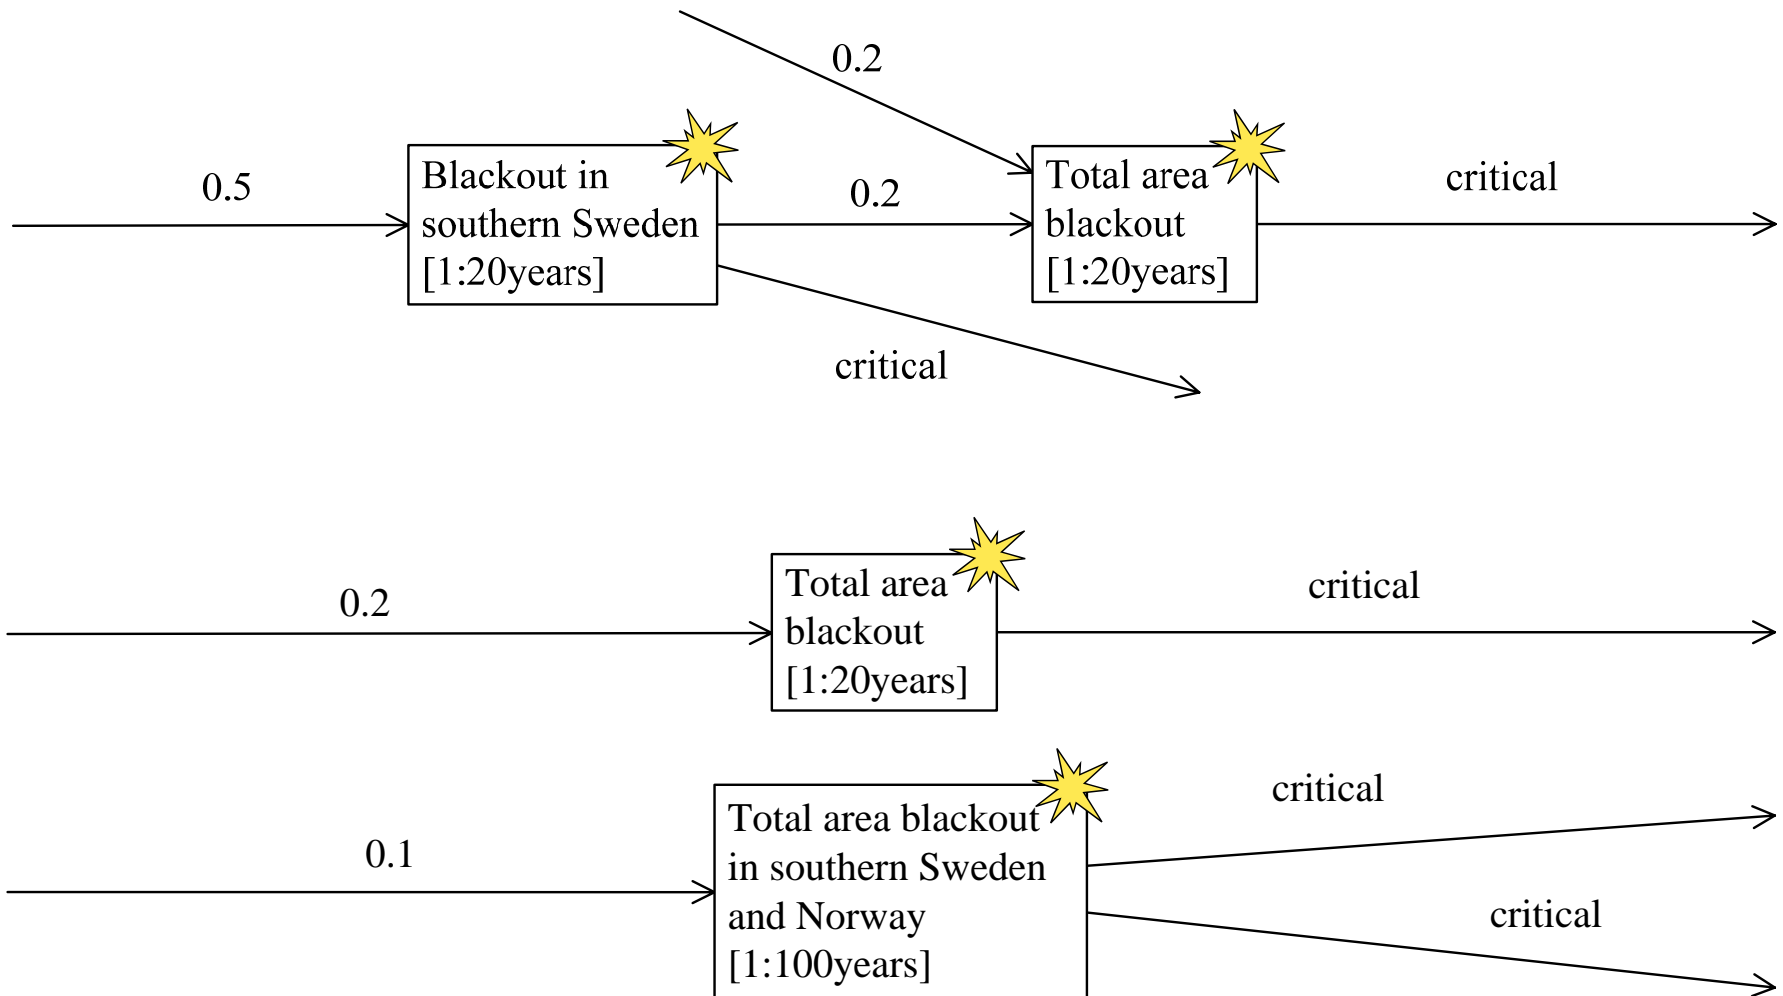 0.2
0.5
Blackout in
southern Sweden
[1:20years]
0.2
Total area
blackout
[1:20years]
critical
critical
0.2
Total area
blackout
[1:20years]
critical
0.1
Total area blackout
in southern Sweden
and Norway
[1:100years]
critical
critical